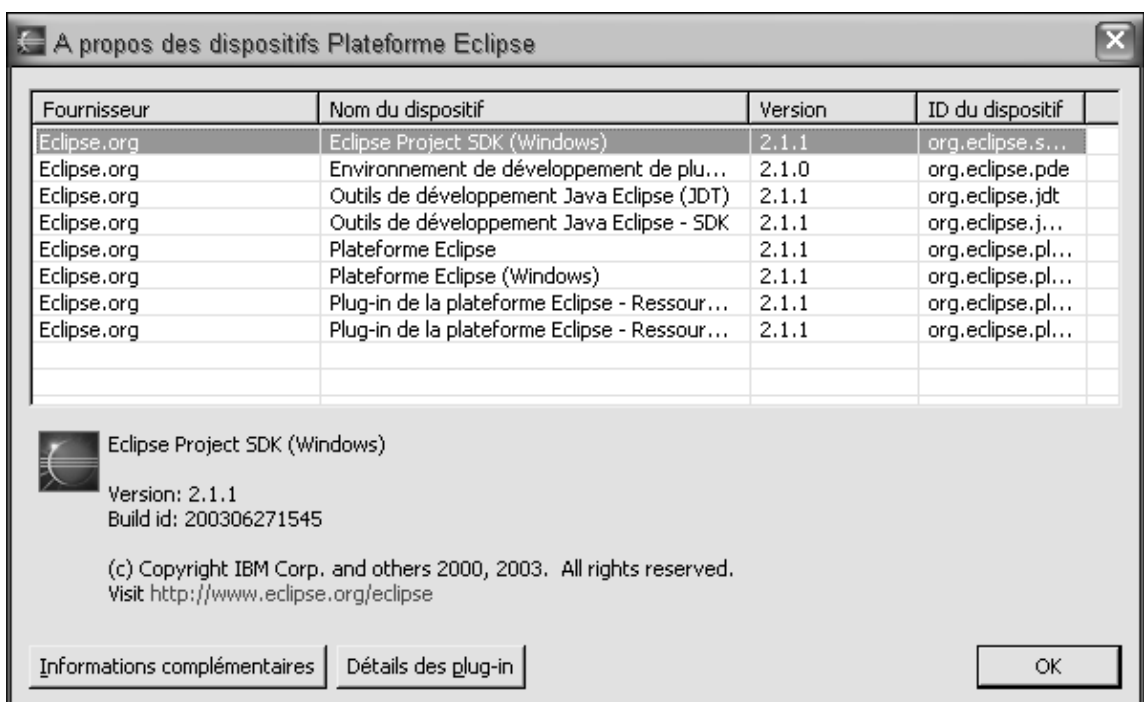 A propos des dispositifs Plateforme Eclipse
Fournisseur Nom du dispositif Version ID du dispositif
Eclipse.org Eclipse Project SDK (Windows) 2.1.1 org.eclipse.s...
Eclipse.org Environnement de développement de plu... 2.1.0 org.eclipse.pde
Eclipse.org Outils de développement Java Eclipse (JDT) 2.1.1 org.eclipse.jdt
Eclipse.org Outils de développement Java Eclipse - SDK 2.1.1 org.eclipse.j...
Eclipse.org Plateforme Eclipse 2.1.1 org.eclipse.pl...
Eclipse.org Plateforme Eclipse (Windows) 2.1.1 org.eclipse.pl...
Eclipse.org Plug-in de la plateforme Eclipse - Ressour... 2.1.1 org.eclipse.pl...
Eclipse.org Plug-in de la plateforme Eclipse - Ressour... 2.1.1 org.eclipse.pl...
Eclipse Project SDK (Windows)
Version: 2.1.1
Build id: 200306271545
(c) Copyright IBM Corp. and others 2000, 2003. All rights reserved.
Visit http://www.eclipse.org/eclipse
Informations complémentaires Détails des plug-in OK